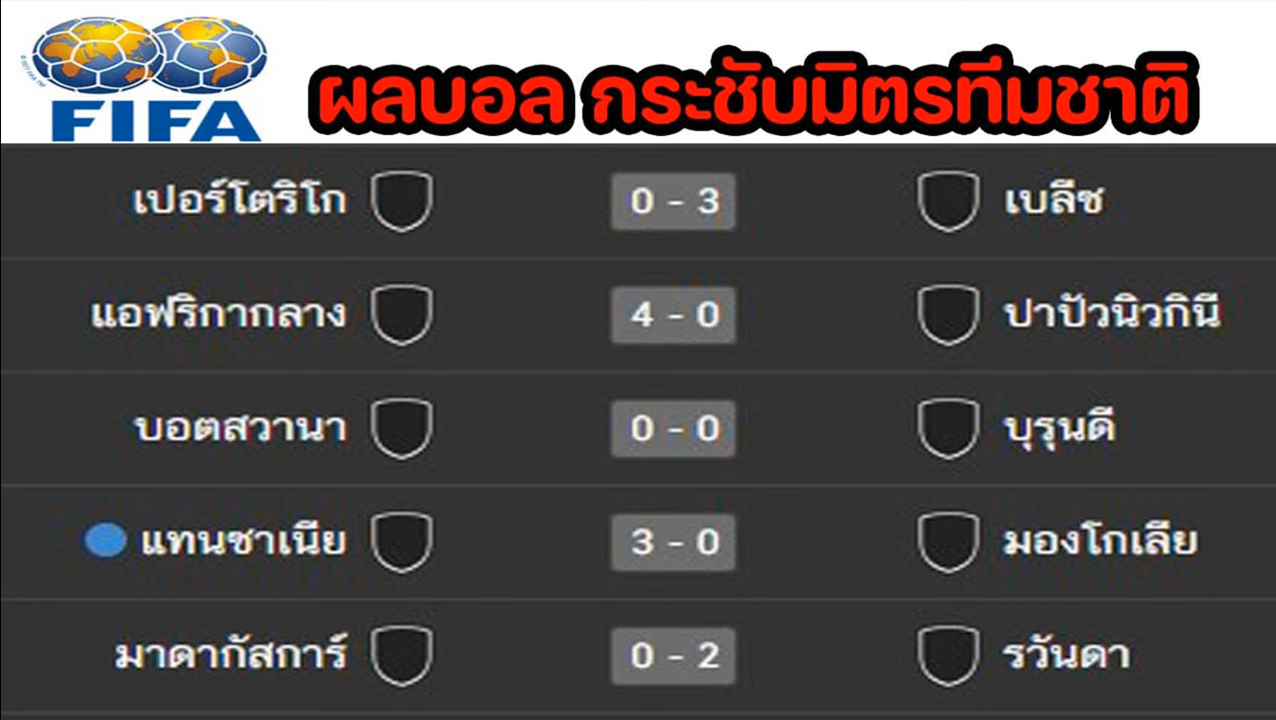 FIFA
ผลบอล กระชับมิตรทีมชาติ
เปอร์โตริโก 0 - 3 เบลีซ
แอฟริกากลาง 4 - 0 ปาปัวนิวกินี
บอตสวานา 0 - 0 บุรุนดี
แทนซาเนีย 3 - 0 มองโกเลีย
มาดากัสการ์ 0 - 2 รวันดา